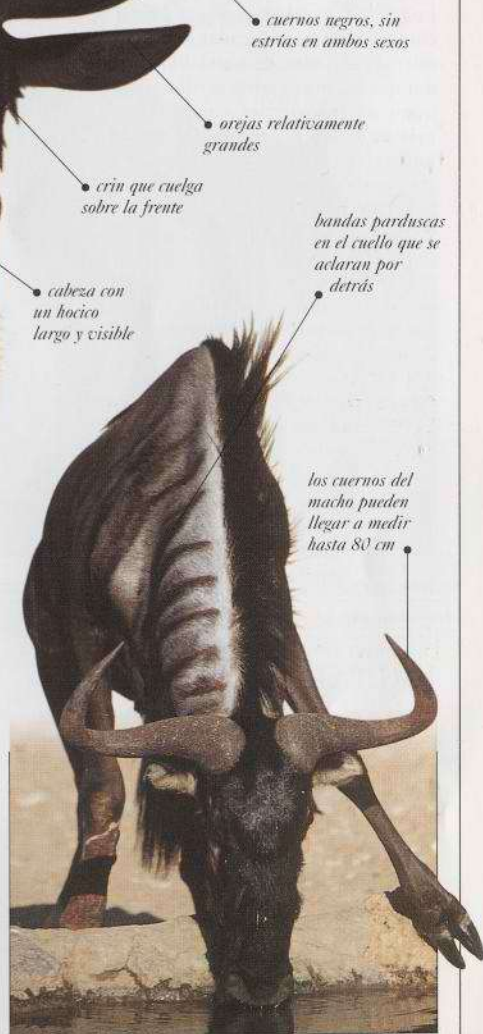 cuernos negros, sin
estrías en ambos sexos
orejas relativamente
grandes
crin que cuelga
sobre la frente
bandas parduscas
en el cuello que se
aclaran por
detrás
cabeza con
un hocico
largo y visible
los cuernos del
macho pueden
llegar a medir
hasta 80 cm